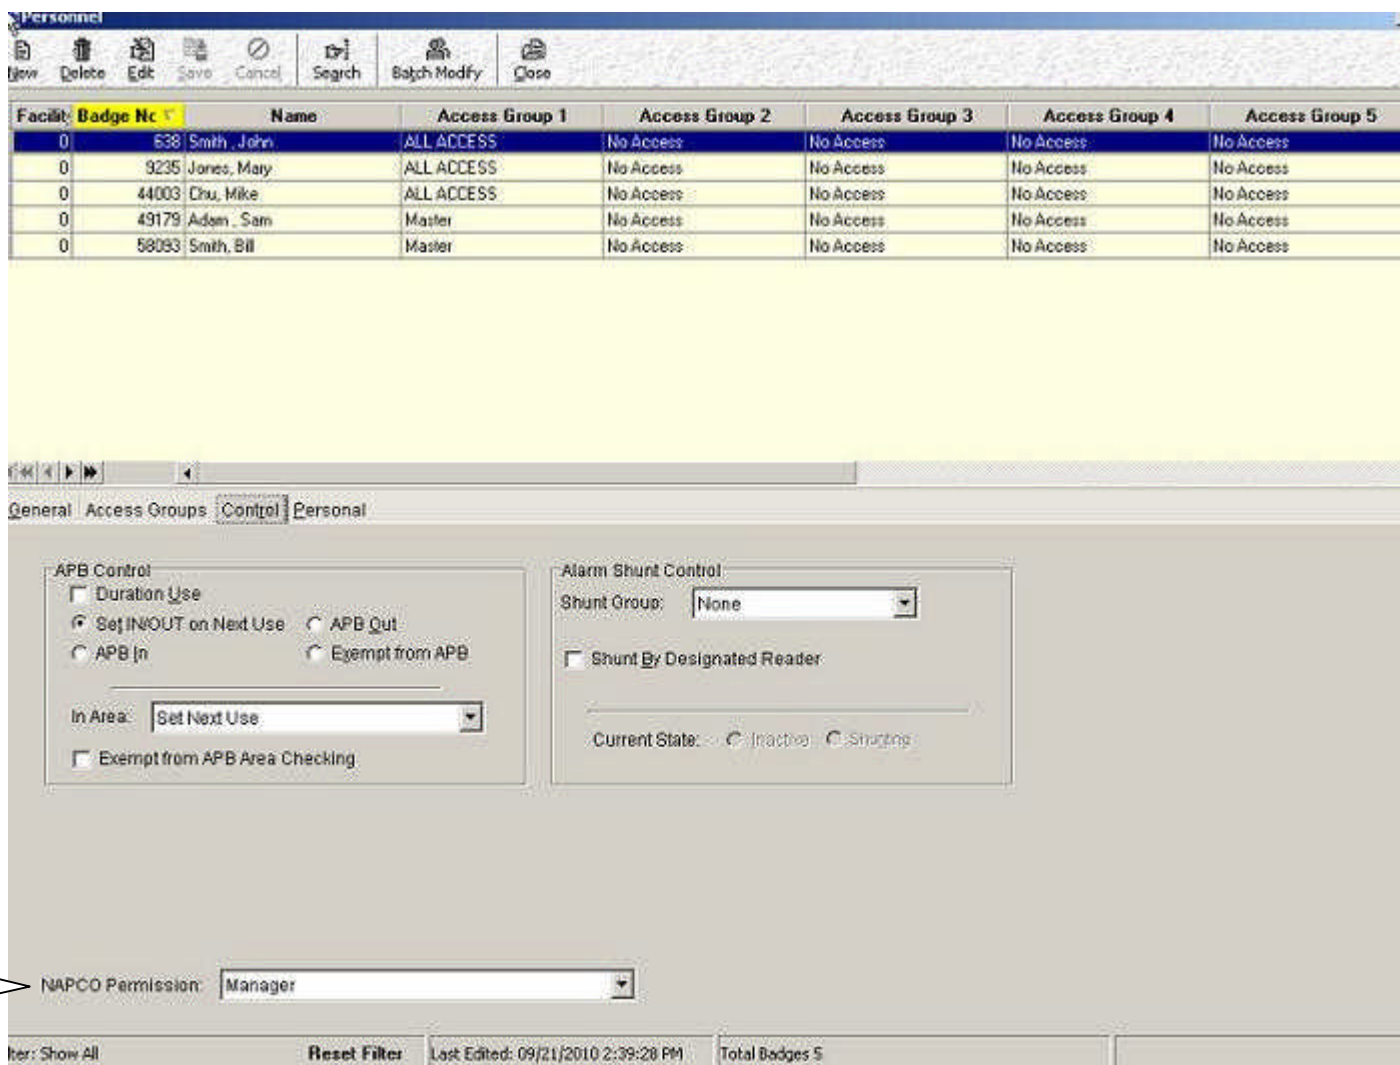 Personnel
New Delete Edit Save Cancel Search Batch Modify Close
Facility Badge Nc Name Access Group 1 Access Group 2 Access Group 3 Access Group 4 Access Group 5
0 638 Smith , John ALL ACCESS No Access No Access No Access No Access
0 9235 Jones, Mary ALL ACCESS No Access No Access No Access No Access
0 44003 Chu, Mike ALL ACCESS No Access No Access No Access No Access
0 49179 Adam , Sam Master No Access No Access No Access No Access
0 58093 Smith, Bill Master No Access No Access No Access No Access
General Access Groups Control Personal
APB Control
Duration Use
Set IN/OUT on Next Use APB Out
APB In Exempt from APB
In Area: Set Next Use
Exempt from APB Area Checking
Alarm Shunt Control
Shunt Group: None
Shunt By Designated Reader
Current State: Inactive Shunting
NAPCO Permission: Manager
lter: Show All Reset Filter Last Edited: 09/21/2010 2:39:28 PM Total Badges 5